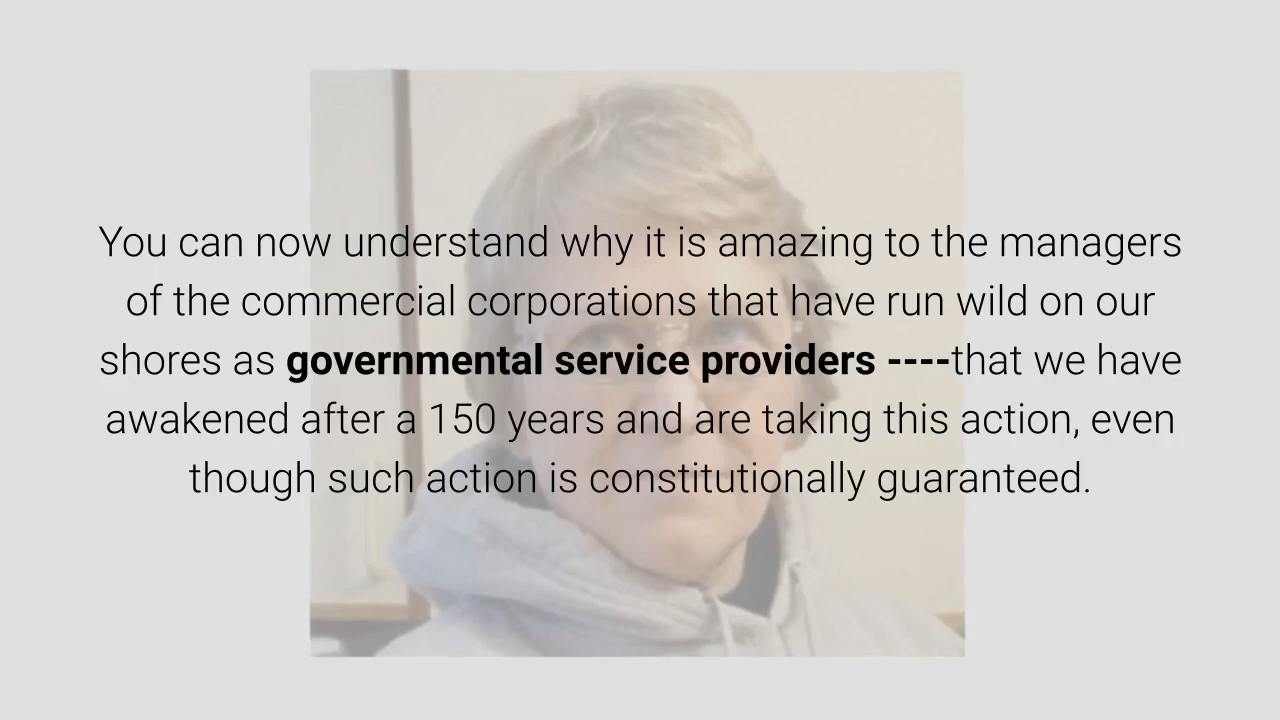 You can now understand why it is amazing to the managers
of the commercial corporations that have run wild on our
shores as governmental service providers ----that we have
awakened after a 150 years and are taking this action, even
though such action is constitutionally guaranteed.